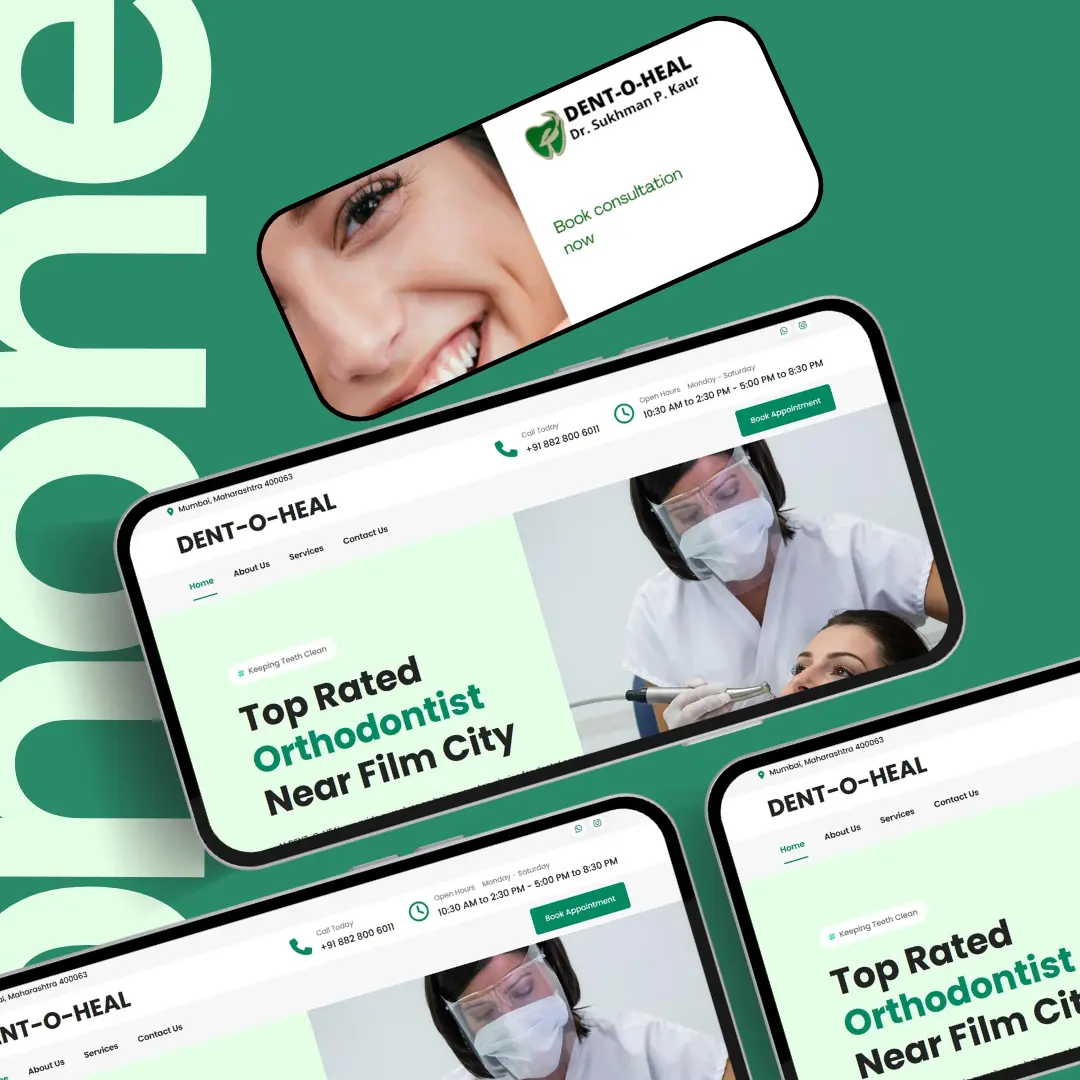 phone
DENT-O-HEAL
Dr. Sukhman P. Kaur
Book consultation
now
Mumbai, Maharashtra 400063
DENT-O-HEAL
Call Today
+91 882 800 6011
Open Hours Monday - Saturday
10:30 AM to 2:30 PM - 5:00 PM to 8:30 PM
Book Appointment
Home About Us Services Contact Us
# Keeping Teeth Clean
Top Rated
Orthodontist
Near Film City
Maharashtra 400063
NT-O-HEAL
Call Today
+91 882 800 6011
Open Hours Monday - Saturday
10:30 AM to 2:30 PM - 5:00 PM to 8:30 PM
Book Appointment
About Us Services Contact Us
Mumbai, Maharashtra 400063
DENT-O-HEAL
Home About Us Services Contact Us
# Keeping Teeth Clean
Top Rated
Orthodontist
Near Film Cit